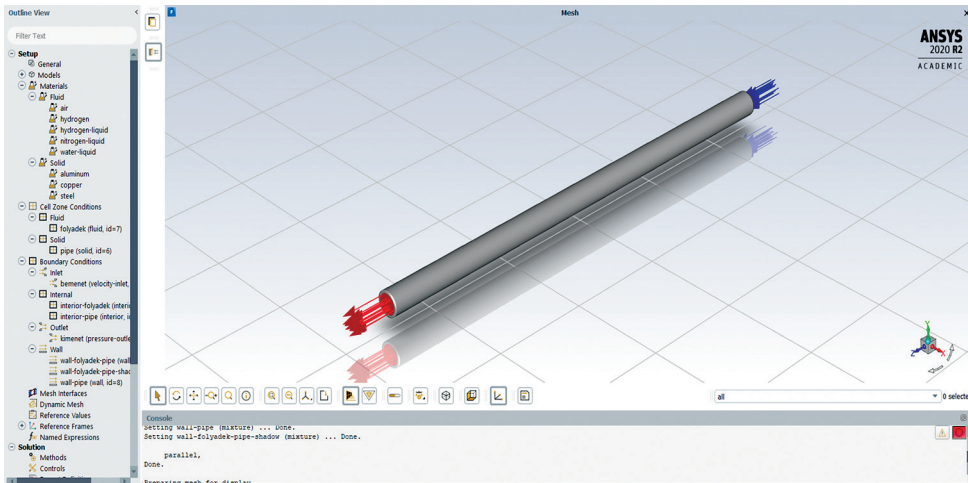 Outline View
Filter Text
Setup
General
Models
Materials
Fluid
air
hydrogen
hydrogen-liquid
nitrogen-liquid
water-liquid
Solid
aluminum
copper
steel
Cell Zone Conditions
Fluid
folyadek (fluid, id=7)
Solid
pipe (solid, id=6)
Boundary Conditions
Inlet
bemenet (velocity-inlet,
Internal
interior-folyadek (interi
interior-pipe (interior, i
Outlet
kimenet (pressure-outle
Wall
wall-folyadek-pipe (wal
wall-folyadek-pipe-shad
wall-pipe (wall, id=8)
Mesh Interfaces
Dynamic Mesh
Reference Values
Reference Frames
Named Expressions
Solution
Methods
Controls
Mesh
ANSYS
2020 R2
ACADEMIC
Y
Z
X
all
0 selecte
Console
Setting wall-pipe (mixture) ... Done.
Setting wall-folyadek-pipe-shadow (mixture) ... Done.
parallel,
Done.
Preparing mesh for display